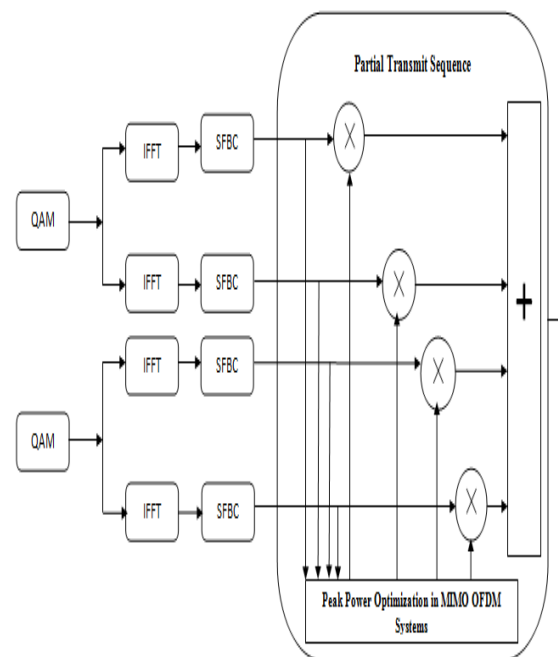 Partial Transmit Sequence
IFFT
SFBC
QAM
IFFT
SFBC
+
IFFT
SFBC
QAM
IFFT
SFBC
Peak Power Optimization in MIMO OFDM
Systems